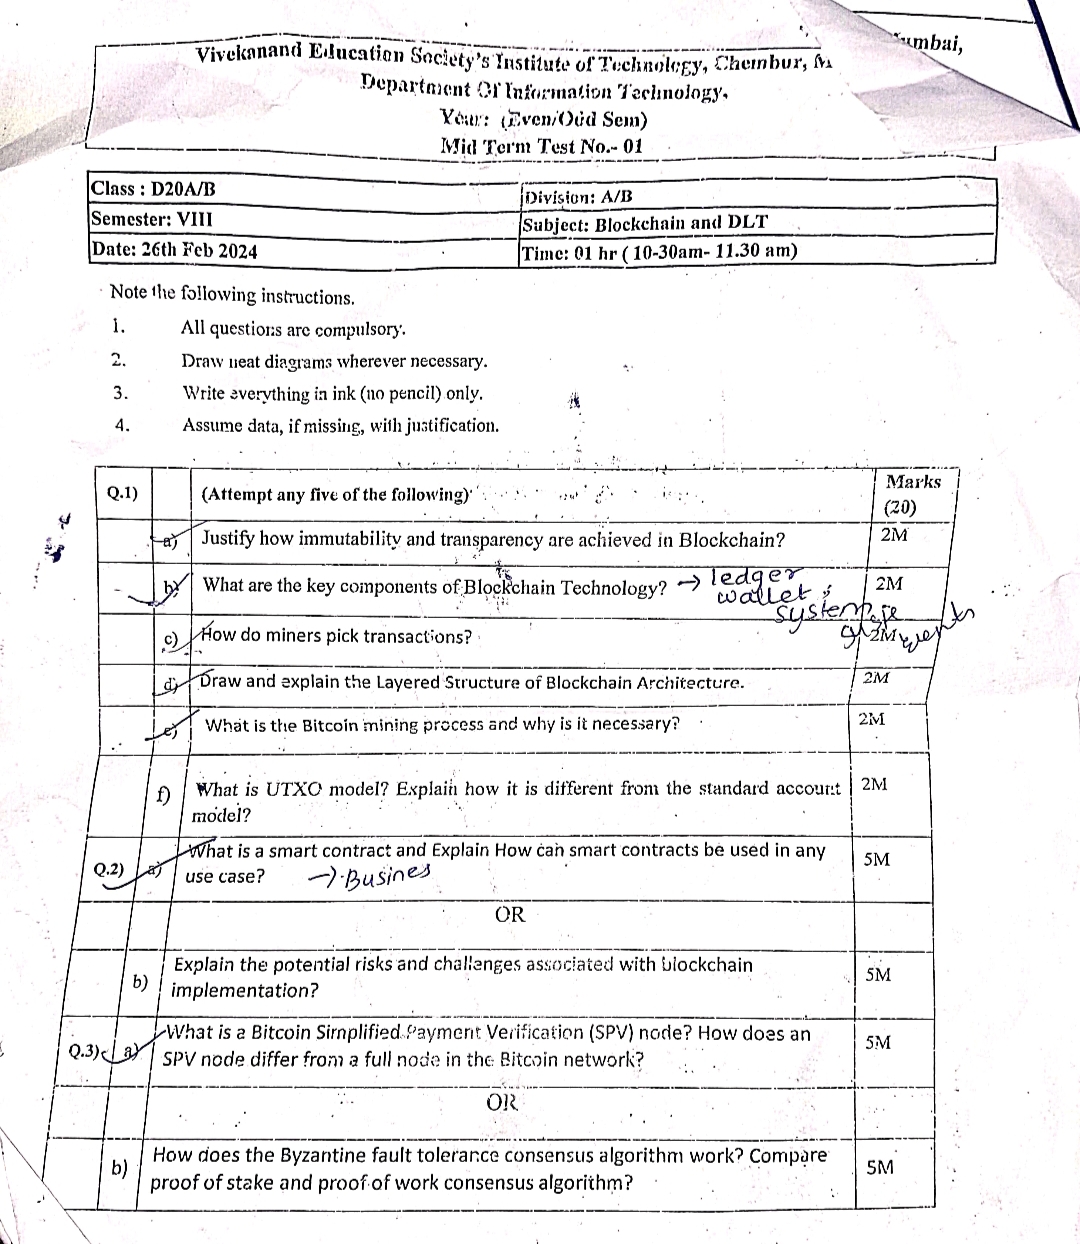 Vivekanand Education Society's Institute of Technology, Chembur, Mumbai,
Department Of Information Technology.
Year: (Even/Odd Sem)
Mid Term Test No.- 01
Class : D20A/B
Division: A/B
Semester: VIII
Subject: Blockchain and DLT
Date: 26th Feb 2024
Time: 01 hr ( 10-30am- 11.30 am)
Note the following instructions.
1. All questions are compulsory.
2. Draw neat diagrams wherever necessary.
3. Write everything in ink (no pencil) only.
4. Assume data, if missing, with justification.
Q.1) (Attempt any five of the following) Marks
(20)
a) Justify how immutability and transparency are achieved in Blockchain? 2M
b) What are the key components of Blockchain Technology? → ledger 2M
wallet ;
system
c) How do miners pick transactions? 2M
d) Draw and explain the Layered Structure of Blockchain Architecture. 2M
e) What is the Bitcoin mining process and why is it necessary? 2M
f) What is UTXO model? Explain how it is different from the standard account 2M
model?
Q.2) a) What is a smart contract and Explain How can smart contracts be used in any 5M
use case? → Busines
OR
b) Explain the potential risks and challenges associated with blockchain 5M
implementation?
Q.3) a) What is a Bitcoin Simplified Payment Verification (SPV) node? How does an 5M
SPV node differ from a full node in the Bitcoin network?
OR
b) How does the Byzantine fault tolerance consensus algorithm work? Compare 5M
proof of stake and proof of work consensus algorithm?